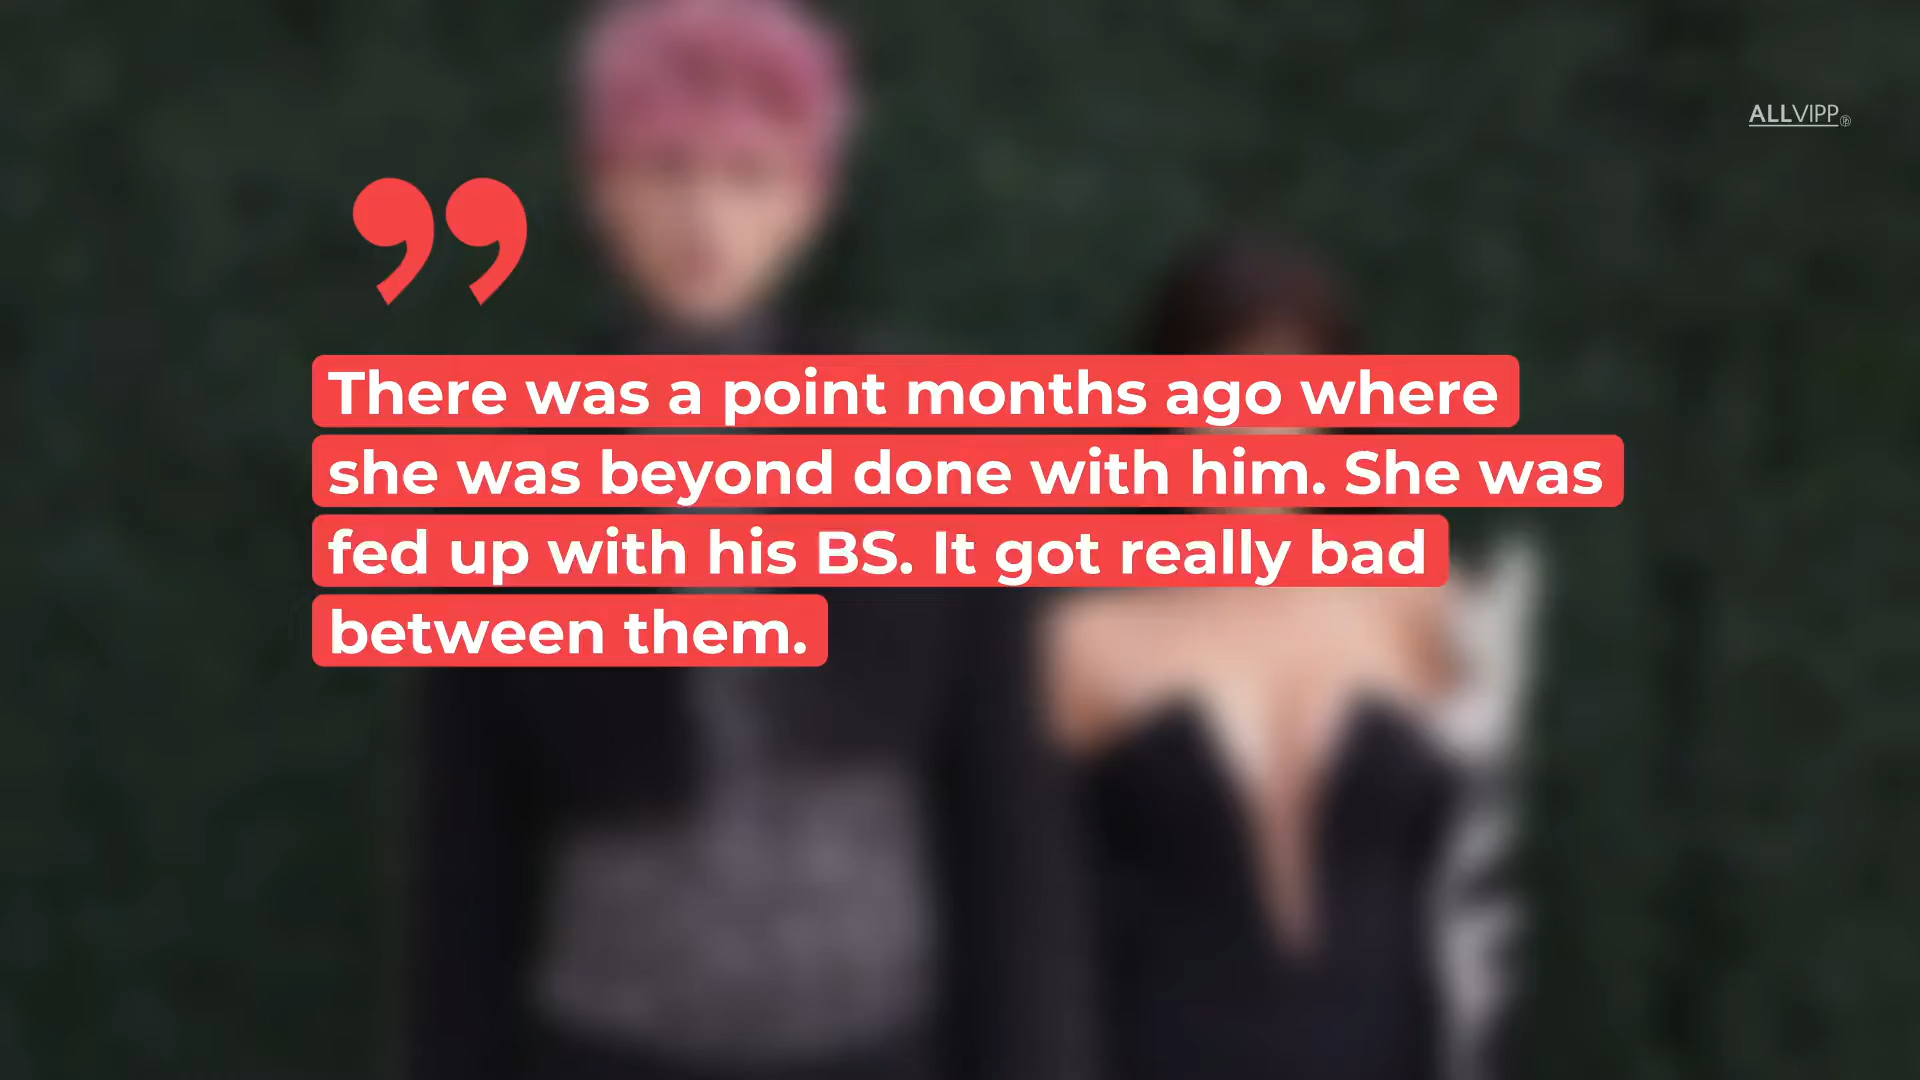 ALLVIPP
”
There was a point months ago where
she was beyond done with him. She was
fed up with his BS. It got really bad
between them.